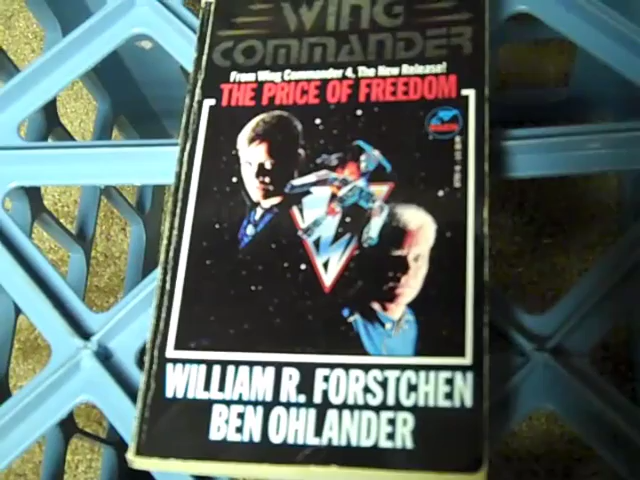 WING
COMMANDER
From Wing Commander 4, The New Release!
THE PRICE OF FREEDOM
WILLIAM R. FORSTCHEN
BEN OHLANDER